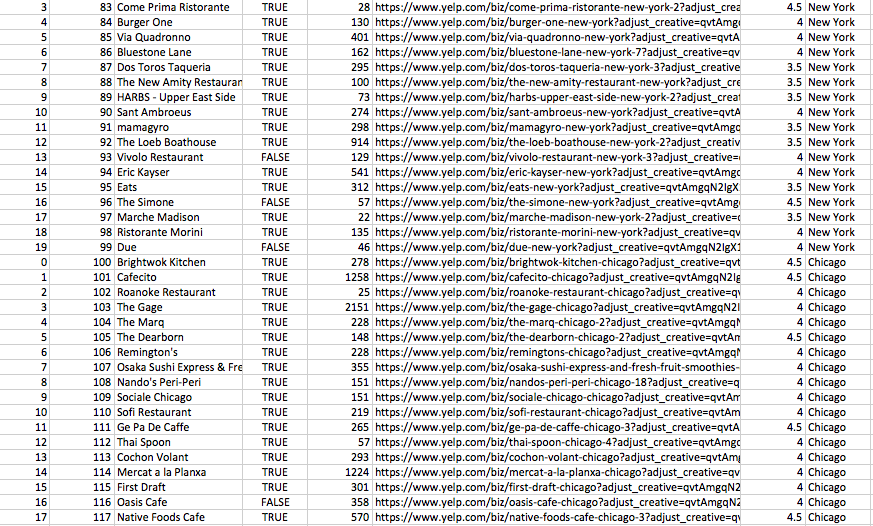 3 83 Come Prima Ristorante TRUE 28 https://www.yelp.com/biz/come-prima-ristorante-new-york-2?adjust_creative=qvtA 4.5 New York
4 84 Burger One TRUE 130 https://www.yelp.com/biz/burger-one-new-york?adjust_creative=qvtAmgq 4 New York
5 85 Via Quadronno TRUE 401 https://www.yelp.com/biz/via-quadronno-new-york?adjust_creative=qvtA 4 New York
6 86 Bluestone Lane TRUE 162 https://www.yelp.com/biz/bluestone-lane-new-york-7?adjust_creative=qv 4 New York
7 87 Dos Toros Taqueria TRUE 295 https://www.yelp.com/biz/dos-toros-taqueria-new-york-3?adjust_creative 3.5 New York
8 88 The New Amity Restauran TRUE 100 https://www.yelp.com/biz/the-new-amity-restaurant-new-york?adjust_cre 3.5 New York
9 89 HARBS - Upper East Side TRUE 73 https://www.yelp.com/biz/harbs-upper-east-side-new-york-2?adjust_creat 3.5 New York
10 90 Sant Ambroeus TRUE 274 https://www.yelp.com/biz/sant-ambroeus-new-york?adjust_creative=qvtA 4 New York
11 91 mamagyro TRUE 298 https://www.yelp.com/biz/mamagyro-new-york?adjust_creative=qvtAmgq 3.5 New York
12 92 The Loeb Boathouse TRUE 914 https://www.yelp.com/biz/the-loeb-boathouse-new-york-2?adjust_creativ 3.5 New York
13 93 Vivolo Restaurant FALSE 129 https://www.yelp.com/biz/vivolo-restaurant-new-york-3?adjust_creative= 4 New York
14 94 Eric Kayser TRUE 541 https://www.yelp.com/biz/eric-kayser-new-york?adjust_creative=qvtAmgq 4 New York
15 95 Eats TRUE 312 https://www.yelp.com/biz/eats-new-york?adjust_creative=qvtAmgqN2IgX 3.5 New York
16 96 The Simone FALSE 57 https://www.yelp.com/biz/the-simone-new-york?adjust_creative=qvtAmg 4.5 New York
17 97 Marche Madison TRUE 22 https://www.yelp.com/biz/marche-madison-new-york-2?adjust_creative=q 3.5 New York
18 98 Ristorante Morini TRUE 135 https://www.yelp.com/biz/ristorante-morini-new-york?adjust_creative=qv 4 New York
19 99 Due FALSE 46 https://www.yelp.com/biz/due-new-york?adjust_creative=qvtAmgqN2IgX1 4 New York
0 100 Brightwok Kitchen TRUE 278 https://www.yelp.com/biz/brightwok-kitchen-chicago?adjust_creative=qvt 4.5 Chicago
1 101 Cafecito TRUE 1258 https://www.yelp.com/biz/cafecito-chicago?adjust_creative=qvtAmgqN2Ig 4.5 Chicago
2 102 Roanoke Restaurant TRUE 25 https://www.yelp.com/biz/roanoke-restaurant-chicago?adjust_creative=qv 4 Chicago
3 103 The Gage TRUE 2151 https://www.yelp.com/biz/the-gage-chicago?adjust_creative=qvtAmgqN2I 4 Chicago
4 104 The Marq TRUE 228 https://www.yelp.com/biz/the-marq-chicago-2?adjust_creative=qvtAmgqN 4 Chicago
5 105 The Dearborn TRUE 148 https://www.yelp.com/biz/the-dearborn-chicago-2?adjust_creative=qvtAm 4.5 Chicago
6 106 Remington's TRUE 228 https://www.yelp.com/biz/remingtons-chicago?adjust_creative=qvtAmgqN 4 Chicago
7 107 Osaka Sushi Express & Fre TRUE 355 https://www.yelp.com/biz/osaka-sushi-express-and-fresh-fruit-smoothies- 4 Chicago
8 108 Nando's Peri-Peri TRUE 151 https://www.yelp.com/biz/nandos-peri-peri-chicago-18?adjust_creative=qv 4 Chicago
9 109 Sociale Chicago TRUE 151 https://www.yelp.com/biz/sociale-chicago-chicago?adjust_creative=qvtAm 4 Chicago
10 110 Sofi Restaurant TRUE 219 https://www.yelp.com/biz/sofi-restaurant-chicago?adjust_creative=qvtAm 4 Chicago
11 111 Ge Pa De Caffe TRUE 265 https://www.yelp.com/biz/ge-pa-de-caffe-chicago-3?adjust_creative=qvtA 4.5 Chicago
12 112 Thai Spoon TRUE 57 https://www.yelp.com/biz/thai-spoon-chicago-4?adjust_creative=qvtAmgq 4 Chicago
13 113 Cochon Volant TRUE 293 https://www.yelp.com/biz/cochon-volant-chicago?adjust_creative=qvtAmg 4 Chicago
14 114 Mercat a la Planxa TRUE 1224 https://www.yelp.com/biz/mercat-a-la-planxa-chicago?adjust_creative=qv 4 Chicago
15 115 First Draft TRUE 301 https://www.yelp.com/biz/first-draft-chicago?adjust_creative=qvtAmgqN2 4 Chicago
16 116 Oasis Cafe FALSE 358 https://www.yelp.com/biz/oasis-cafe-chicago?adjust_creative=qvtAmgqN2 4 Chicago
17 117 Native Foods Cafe TRUE 570 https://www.yelp.com/biz/native-foods-cafe-chicago-3?adjust_creative=qv 4.5 Chicago